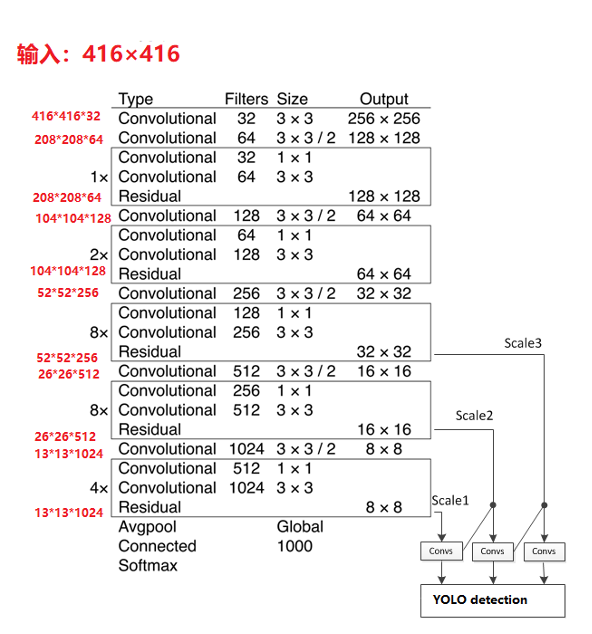 输入：416×416
Type Filters Size Output
416*416*32 Convolutional 32 3 × 3 256 × 256
208*208*64 Convolutional 64 3 × 3 / 2 128 × 128
Convolutional 32 1 × 1
1× Convolutional 64 3 × 3
208*208*64 Residual 128 × 128
104*104*128 Convolutional 128 3 × 3 / 2 64 × 64
Convolutional 64 1 × 1
2× Convolutional 128 3 × 3
104*104*128 Residual 64 × 64
52*52*256 Convolutional 256 3 × 3 / 2 32 × 32
Convolutional 128 1 × 1
8× Convolutional 256 3 × 3
52*52*256 Residual 32 × 32
Scale3
26*26*512 Convolutional 512 3 × 3 / 2 16 × 16
Convolutional 256 1 × 1
8× Convolutional 512 3 × 3
Scale2
26*26*512 Residual 16 × 16
13*13*1024 Convolutional 1024 3 × 3 / 2 8 × 8
Convolutional 512 1 × 1
4× Convolutional 1024 3 × 3
Scale1
13*13*1024 Residual 8 × 8
Avgpool Global
Connected 1000
Softmax
Convs Convs Convs
YOLO detection